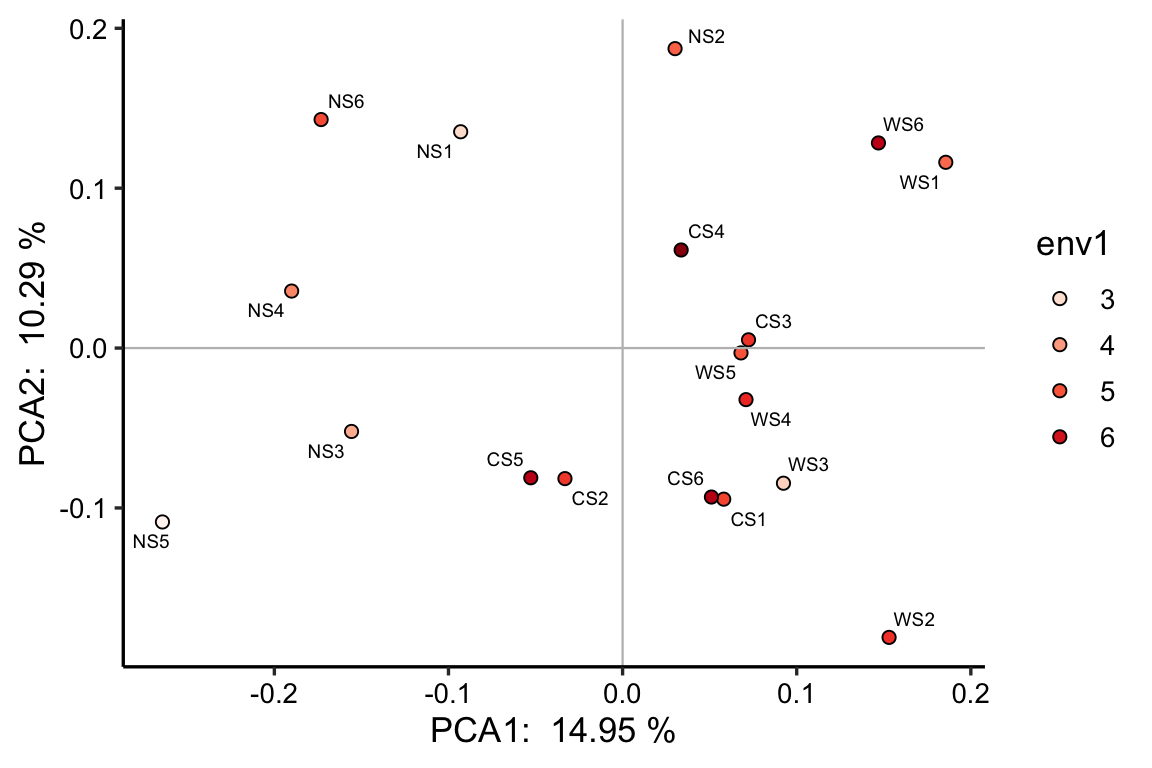 0.2
0.1
0.0
-0.1
PCA2: 10.29 %
NS2
NS6
WS6
NS1
WS1
CS4
NS4
CS3
WS5
WS4
NS3
CS5
WS3
CS6
CS2
CS1
NS5
WS2
-0.2
-0.1
0.0
0.1
0.2
PCA1: 14.95 %
env1
3
4
5
6